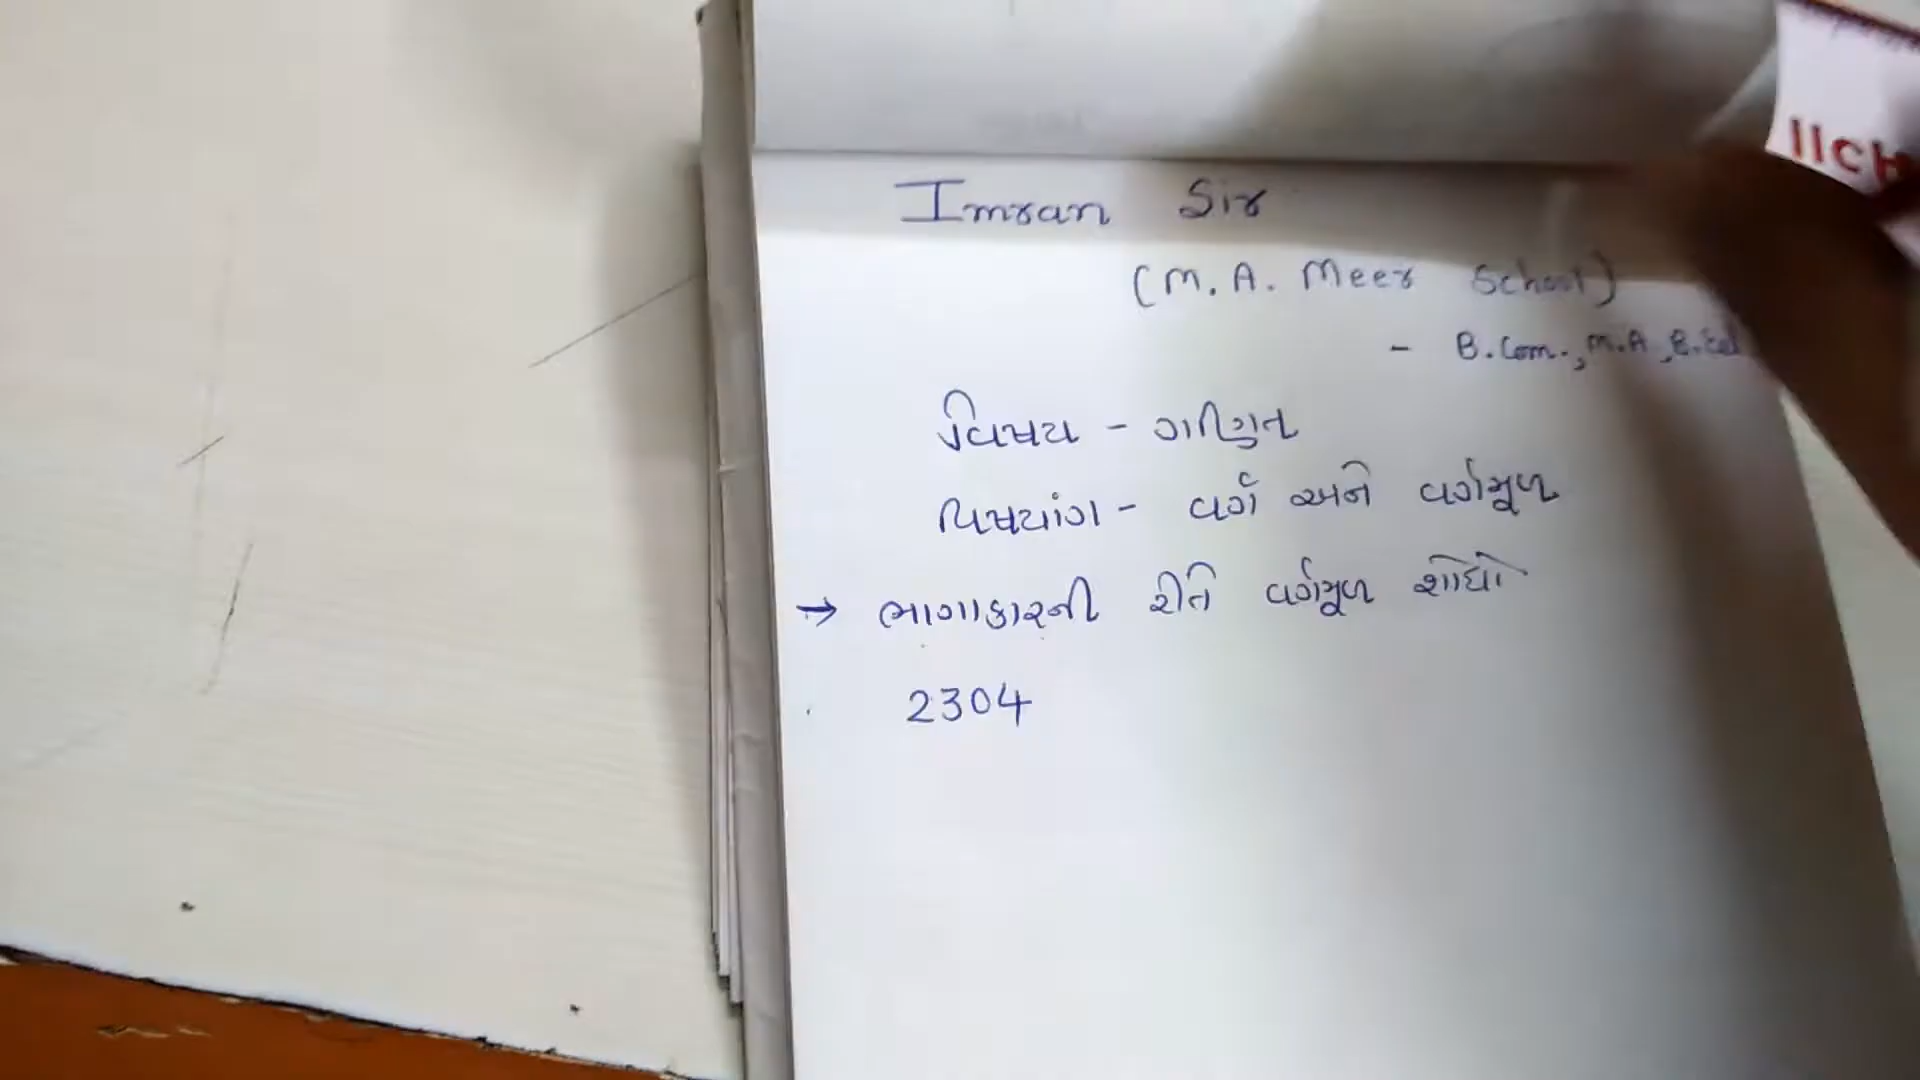 Imran Sir
(M. A. Meer School)
- B.Com., M.A, B.Ed
વિષય - ગણિત
વિષયાંગ - વર્ગ અને વર્ગમૂળ
→ ભાગાકારની રીતે વર્ગમૂળ શોધો
2304